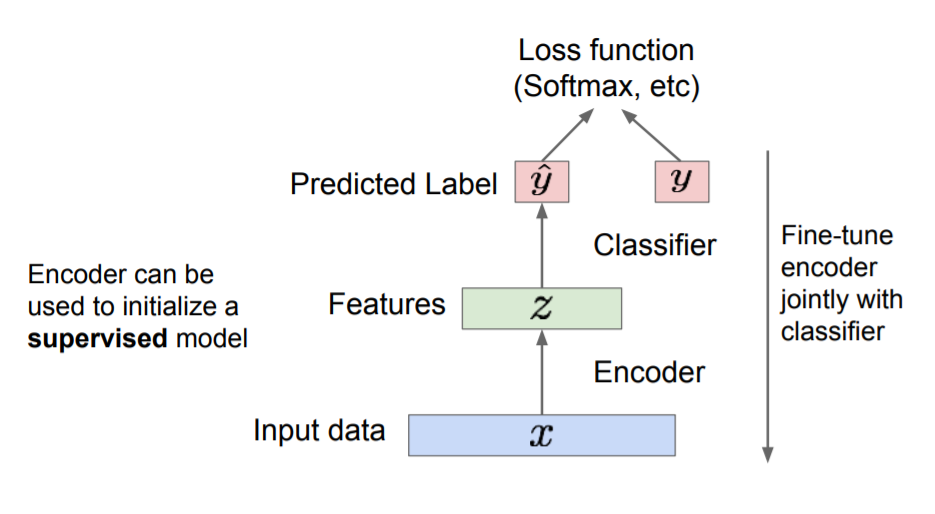 Loss function
(Softmax, etc)
Predicted Label
ŷ
y
Classifier
Fine-tune
encoder
jointly with
classifier
Encoder can be
used to initialize a
supervised model
Features
z
Encoder
Input data
x